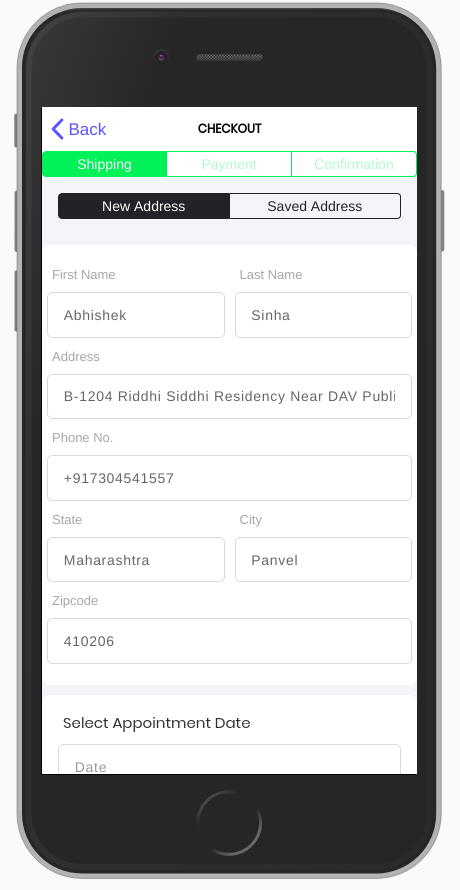 Back
CHECKOUT
Shipping Payment Confirmation
New Address Saved Address
First Name Last Name
Abhishek Sinha
Address
B-1204 Riddhi Siddhi Residency Near DAV Publi
Phone No.
+917304541557
State City
Maharashtra Panvel
Zipcode
410206
Select Appointment Date
Date